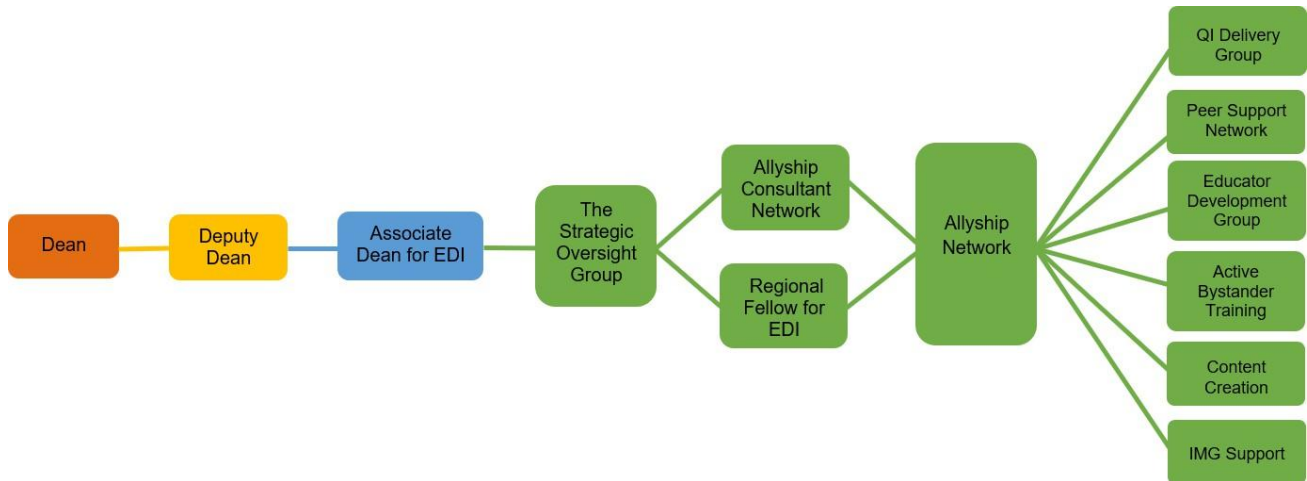 Dean
Deputy
Dean
Associate
Dean for EDI
The
Strategic
Oversight
Group
Allyship
Consultant
Network
Regional
Fellow for
EDI
Allyship
Network
QI Delivery
Group
Peer Support
Network
Educator
Development
Group
Active
Bystander
Training
Content
Creation
IMG Support